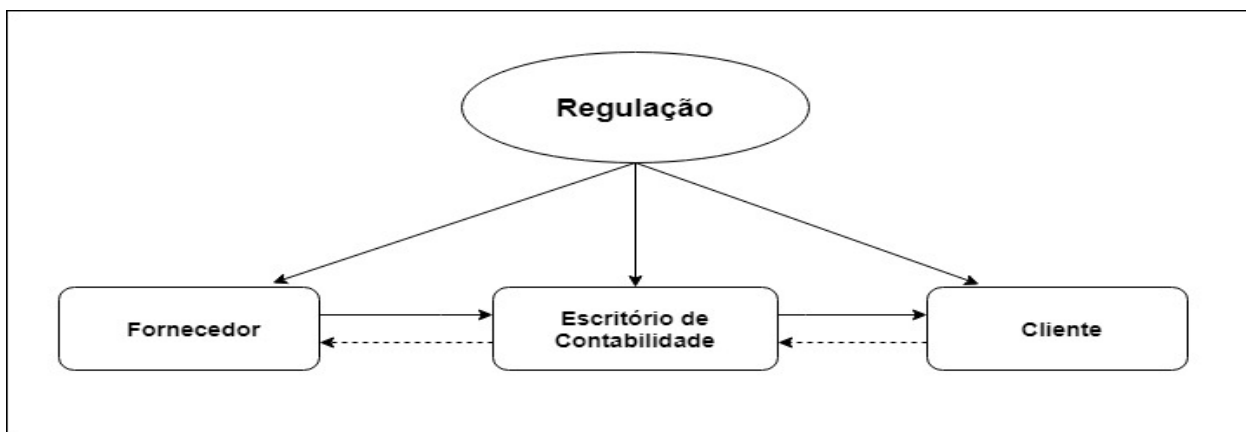 Regulação
Fornecedor
Escritório de
Contabilidade
Cliente